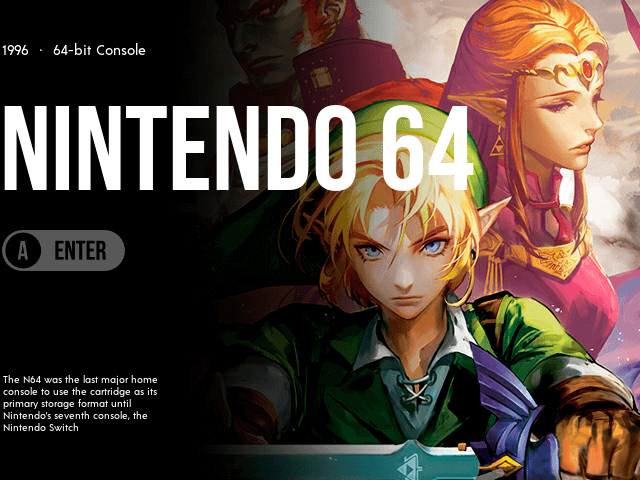 1996 · 64-bit Console
NINTENDO 64
A ENTER
The N64 was the last major home
console to use the cartridge as its
primary storage format until
Nintendo's seventh console, the
Nintendo Switch